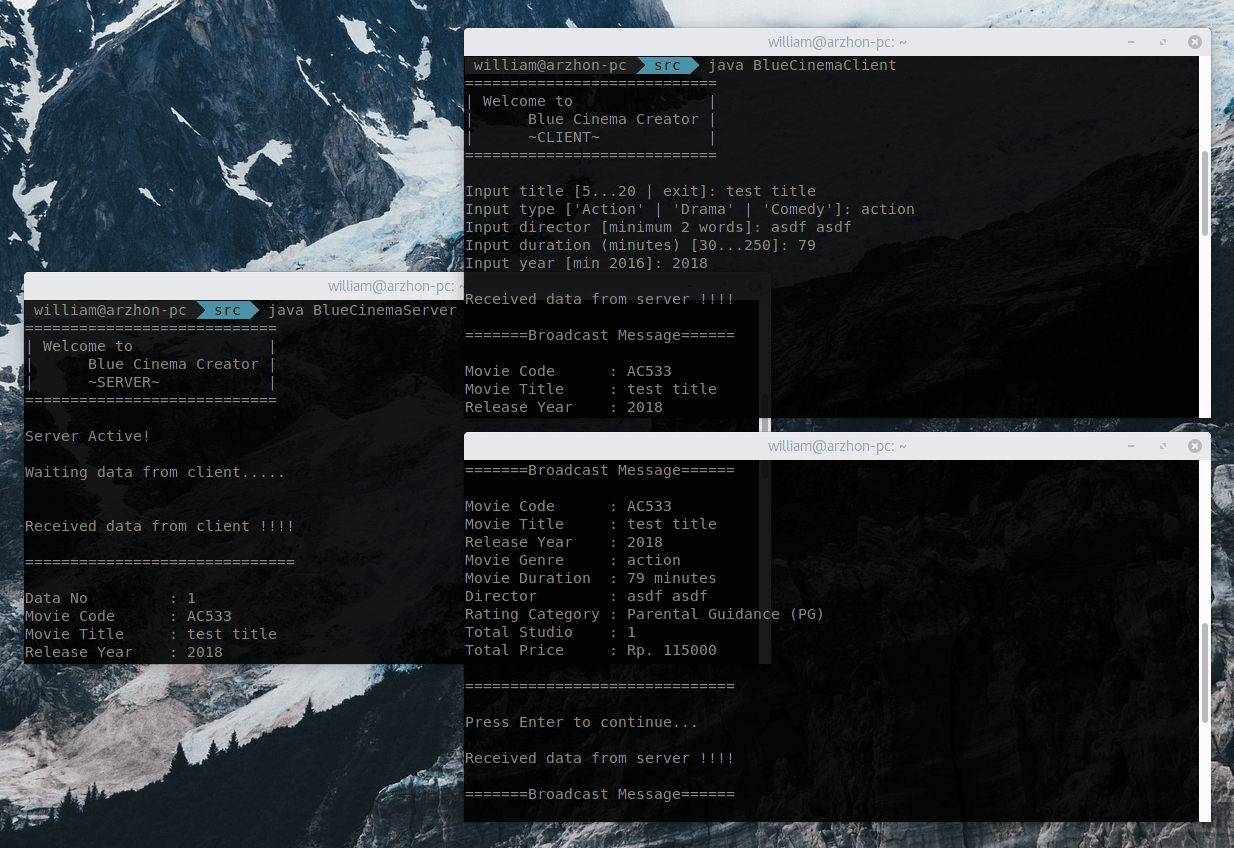 william@arzhon-pc: ~
william@arzhon-pc src java BlueCinemaClient
============================
| Welcome to               |
|      Blue Cinema Creator |
|      ~CLIENT~            |
============================
Input title [5...20 | exit]: test title
Input type ['Action' | 'Drama' | 'Comedy']: action
Input director [minimum 2 words]: asdf asdf
Input duration (minutes) [30...250]: 79
Input year [min 2016]: 2018
Received data from server !!!!
=======Broadcast Message======
Movie Code      : AC533
Movie Title     : test title
Release Year    : 2018
william@arzhon-pc: ~
william@arzhon-pc src java BlueCinemaServer
============================
| Welcome to               |
|      Blue Cinema Creator |
|      ~SERVER~            |
============================
Server Active!
Waiting data from client.....
Received data from client !!!!
==============================
Data No         : 1
Movie Code      : AC533
Movie Title     : test title
Release Year    : 2018
william@arzhon-pc: ~
=======Broadcast Message======
Movie Code      : AC533
Movie Title     : test title
Release Year    : 2018
Movie Genre     : action
Movie Duration  : 79 minutes
Director        : asdf asdf
Rating Category : Parental Guidance (PG)
Total Studio    : 1
Total Price     : Rp. 115000
==============================
Press Enter to continue...
Received data from server !!!!
=======Broadcast Message======